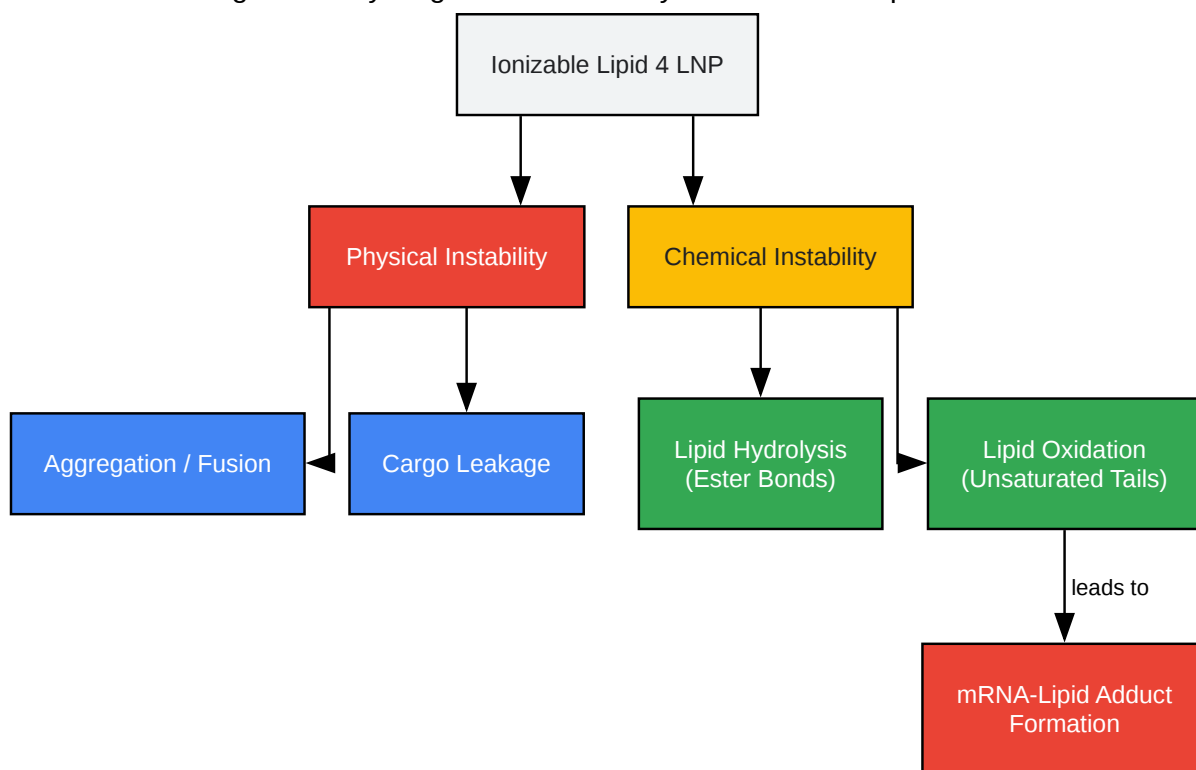 Ionizable Lipid 4 LNP
Physical Instability
Chemical Instability
Aggregation / Fusion
Cargo Leakage
Lipid Hydrolysis
(Ester Bonds)
Lipid Oxidation
(Unsaturated Tails)
leads to
mRNA-Lipid Adduct
Formation